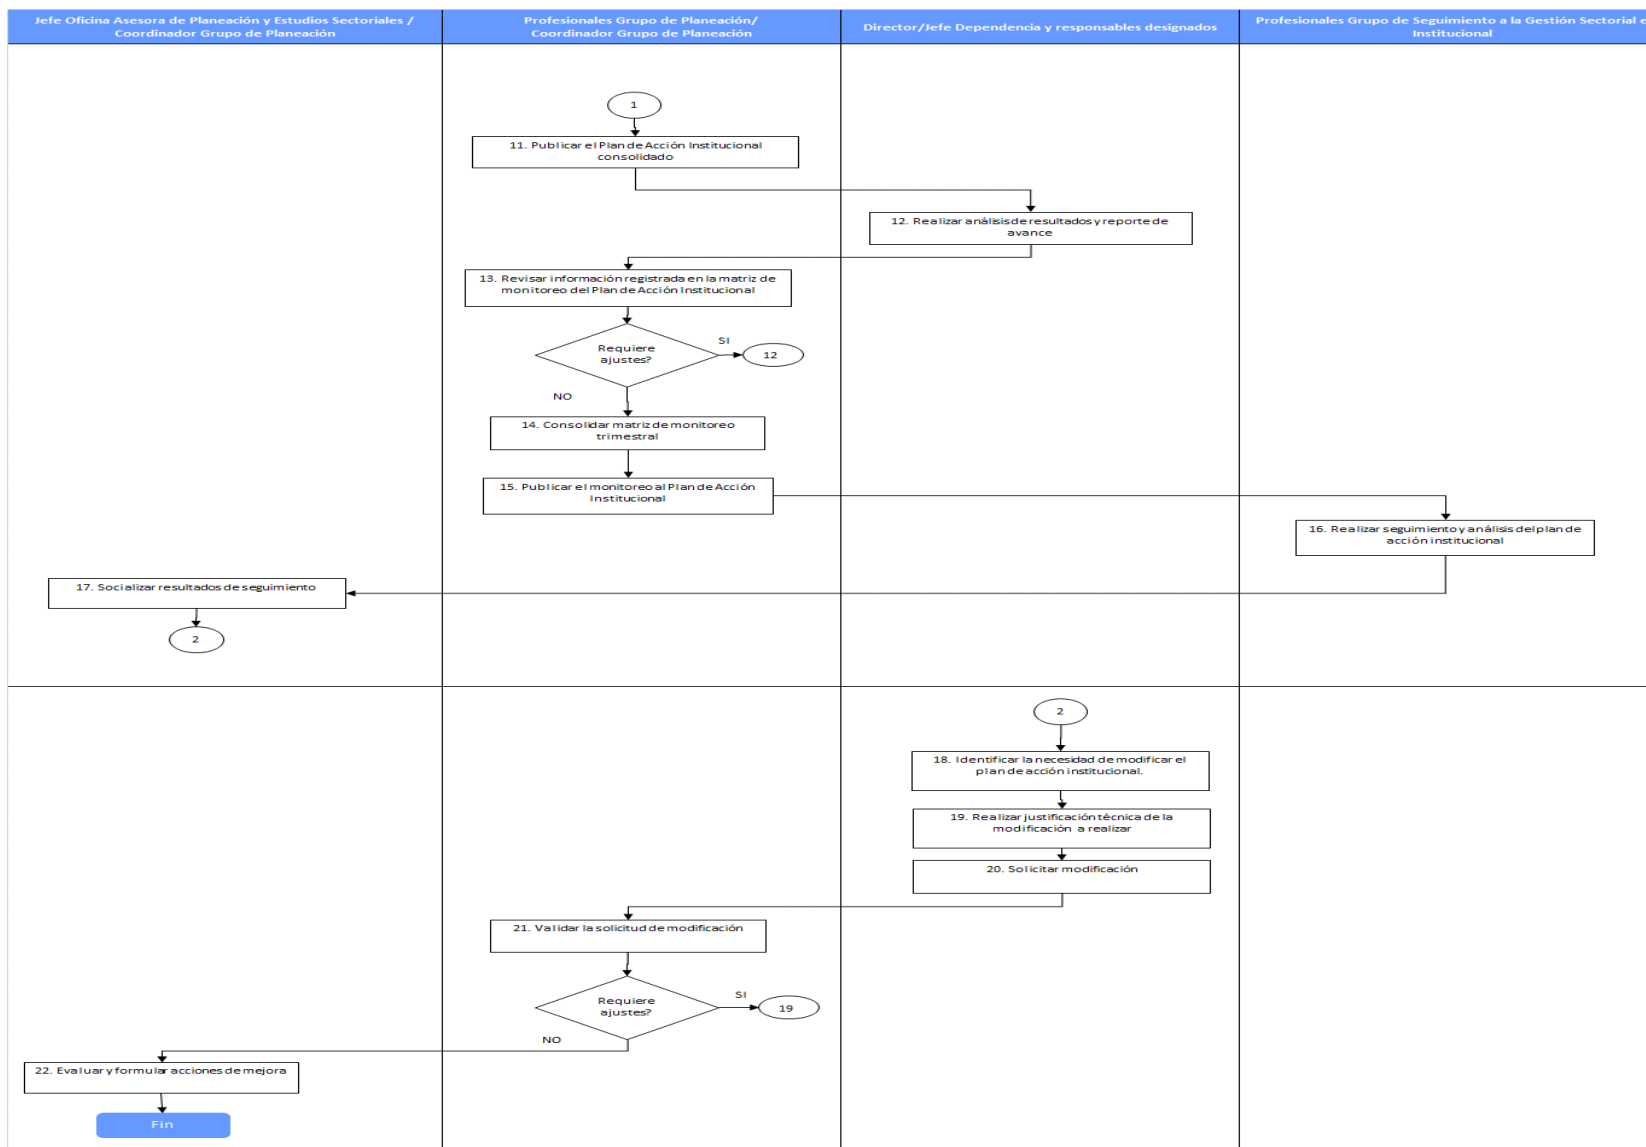 Jefe Oficina Asesora de Planeación y Estudios Sectoriales /
Coordinador Grupo de Planeación
Profesionales Grupo de Planeación/
Coordinador Grupo de Planeación
Director/Jefe Dependencia y responsables designados
Profesionales Grupo de Seguimiento a la Gestión Sectorial e
Institucional
1
11. Publicar el Plan de Acción Institucional
consolidado
12. Realizar análisis de resultados y reporte de
avance
13. Revisar información registrada en la matriz de
monitoreo del Plan de Acción Institucional
Requiere
ajustes?
SI
12
NO
14. Consolidar matriz de monitoreo
trimestral
15. Publicar el monitoreo al Plan de Acción
Institucional
16. Realizar seguimiento y análisis del plan de
acción institucional
17. Socializar resultados de seguimiento
2
2
18. Identificar la necesidad de modificar el
plan de acción institucional.
19. Realizar justificación técnica de la
modificación a realizar
20. Solicitar modificación
21. Validar la solicitud de modificación
Requiere
ajustes?
SI
19
NO
22. Evaluar y formular acciones de mejora
Fin